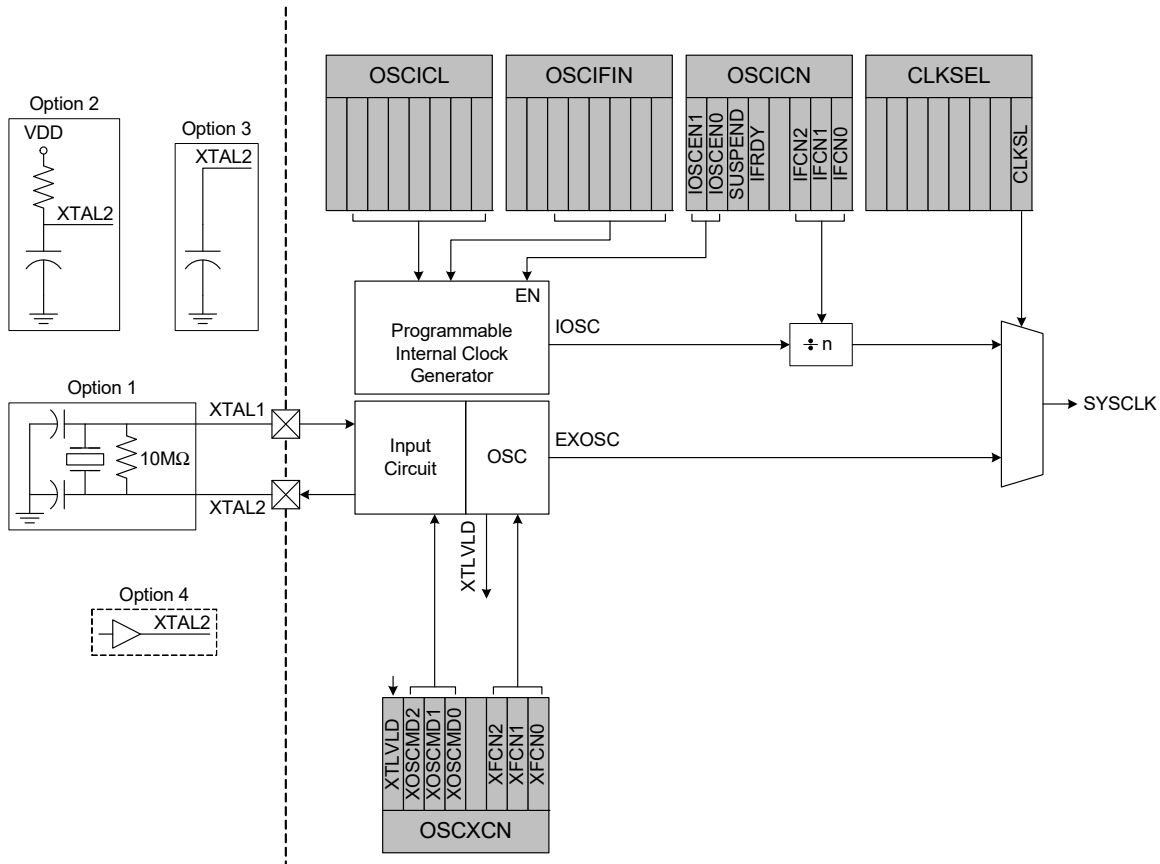 OSCICL
OSCIFIN
OSCICN
CLKSEL
IOSCEN1
IOSCEN0
SUSPEND
IFRDY
IFCN2
IFCN1
IFCN0
CLKSL
Option 2
VDD
XTAL2
Option 3
XTAL2
EN
Programmable
Internal Clock
Generator
IOSC
÷ n
SYSCLK
Option 1
10MΩ
XTAL1
XTAL2
Input
Circuit
OSC
EXOSC
XTLVLD
Option 4
XTAL2
XTLVLD
XOSCMD2
XOSCMD1
XOSCMD0
XFCN2
XFCN1
XFCN0
OSCXCN